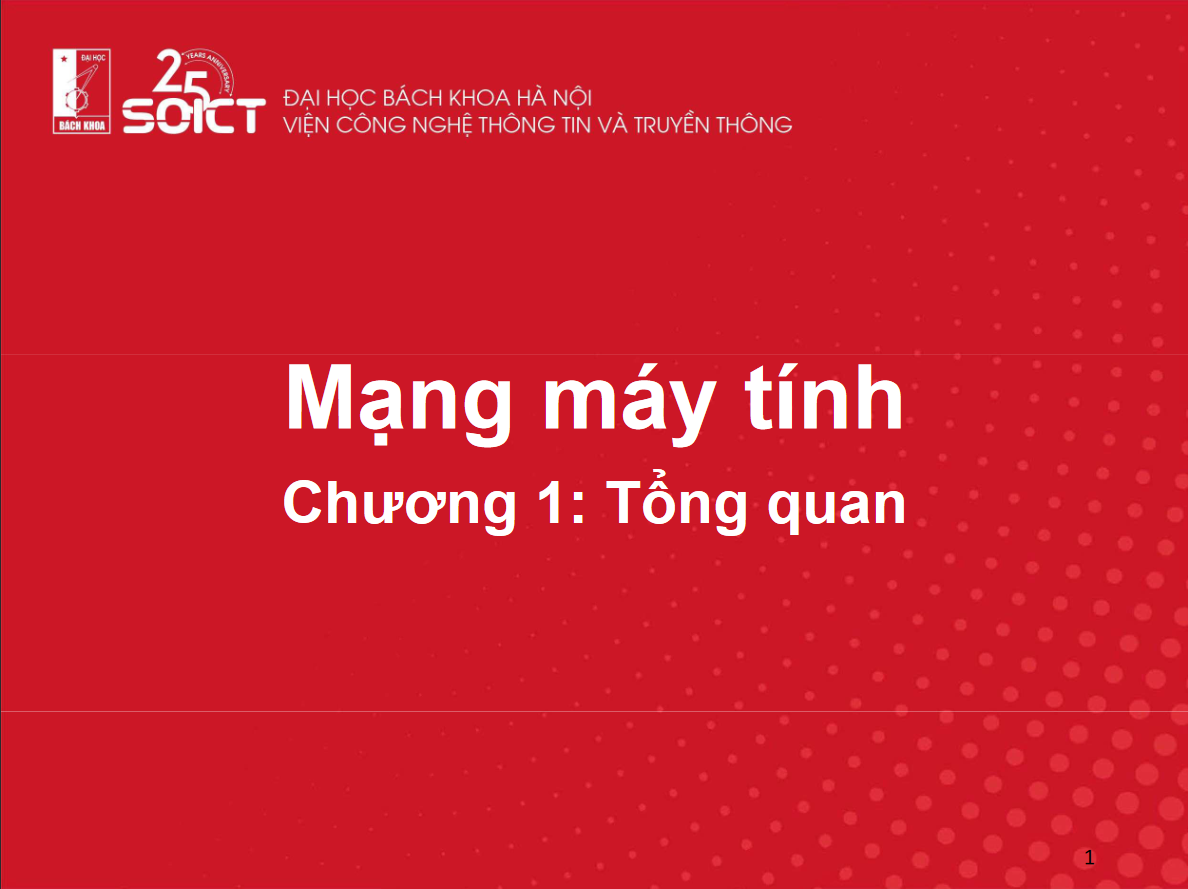 ĐẠI HỌC
BÁCH KHOA
25
YEARS ANNIVERSARY
SOICT
ĐẠI HỌC BÁCH KHOA HÀ NỘI
VIỆN CÔNG NGHỆ THÔNG TIN VÀ TRUYỀN THÔNG
Mạng máy tính
Chương 1: Tổng quan
1